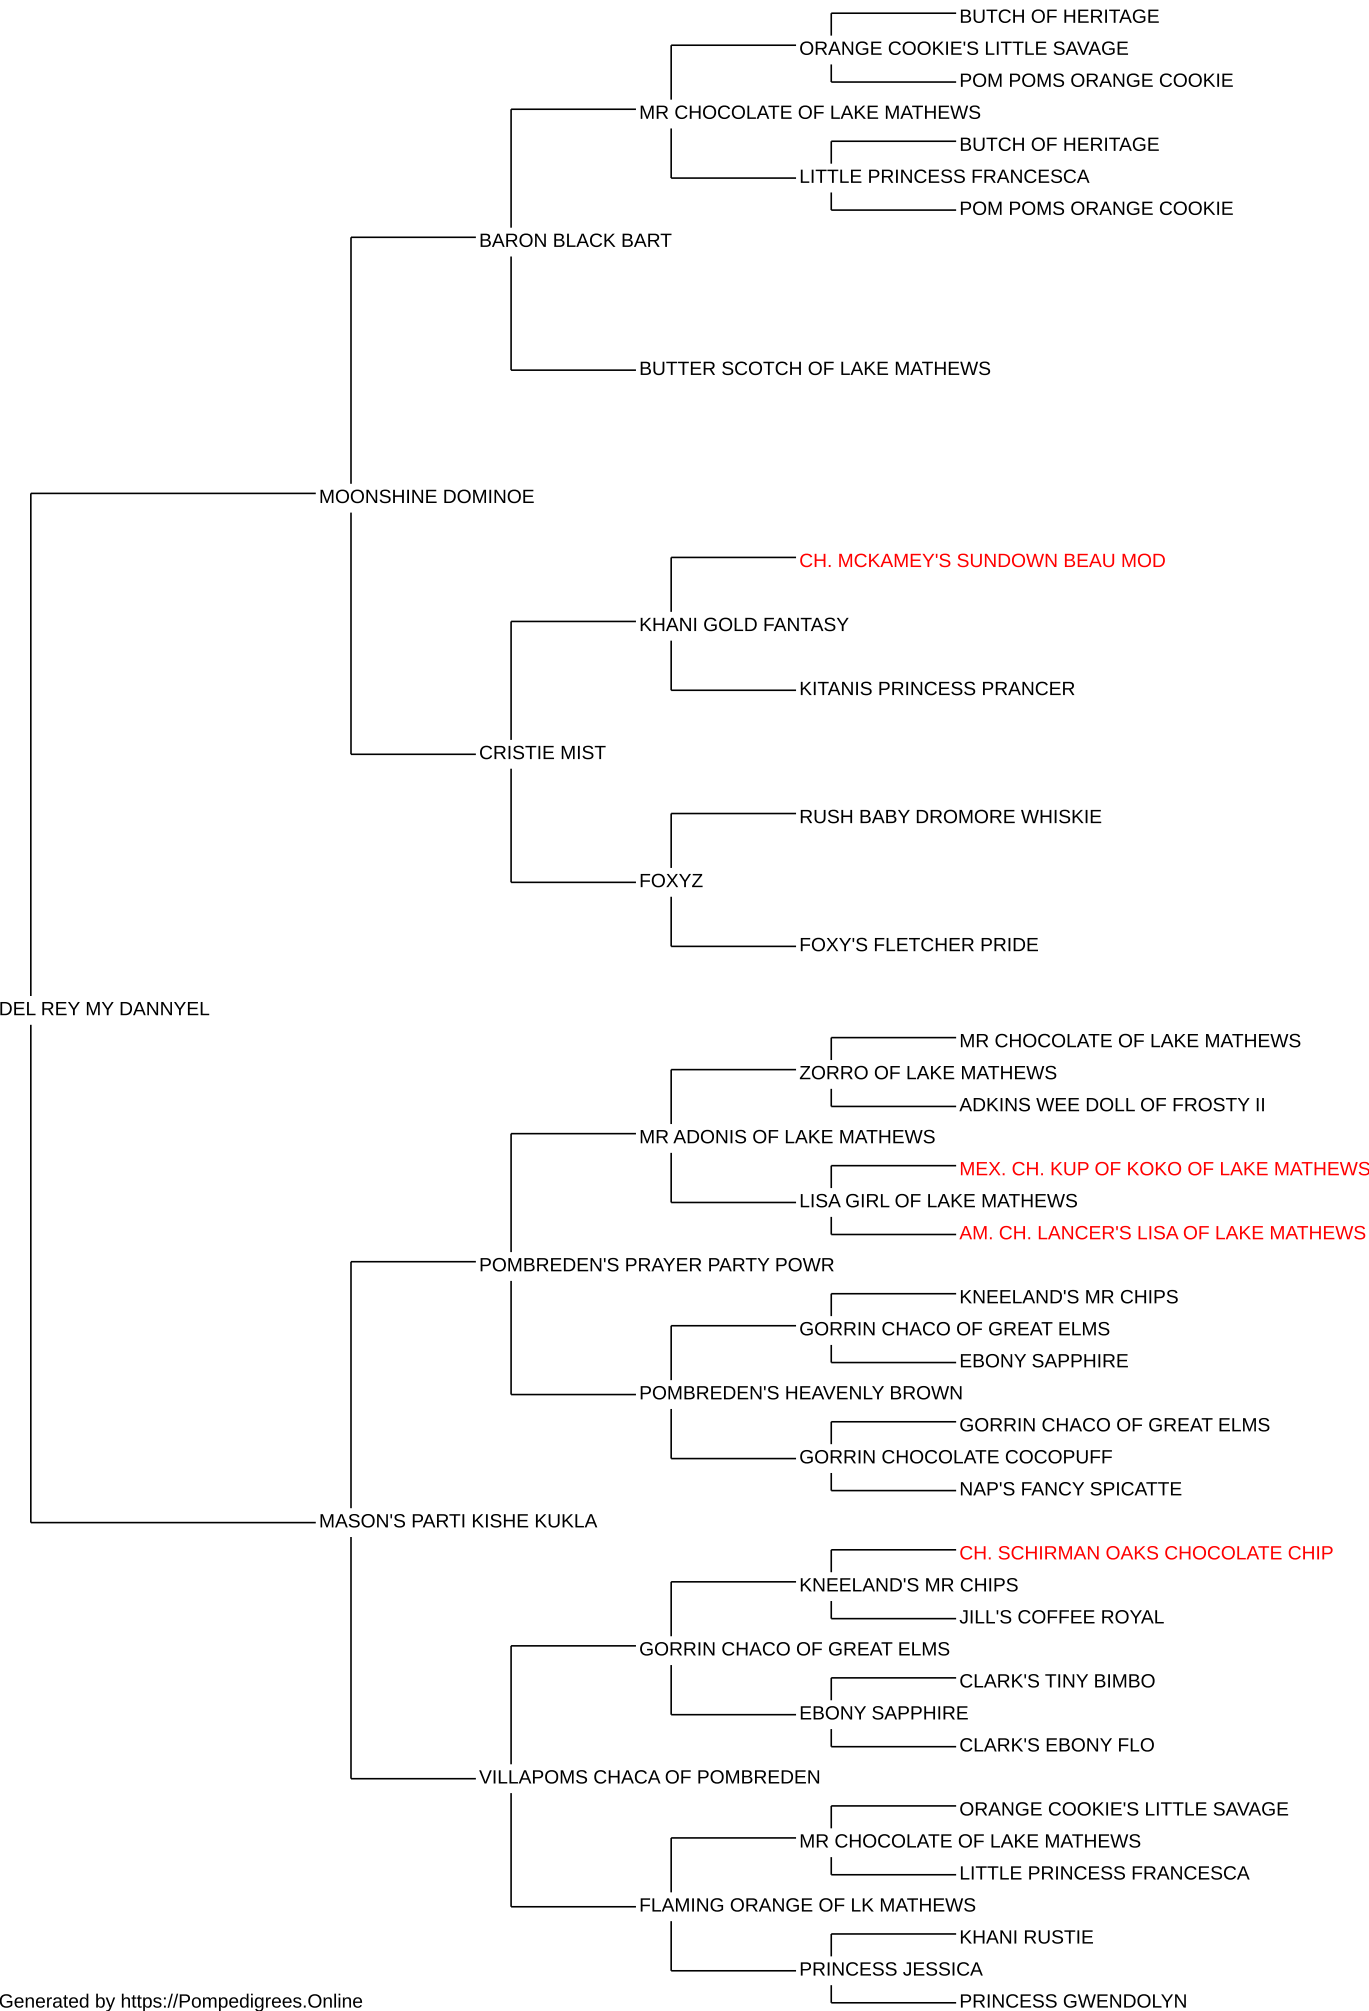 BUTCH OF HERITAGE
ORANGE COOKIE'S LITTLE SAVAGE
POM POMS ORANGE COOKIE
MR CHOCOLATE OF LAKE MATHEWS
BUTCH OF HERITAGE
LITTLE PRINCESS FRANCESCA
POM POMS ORANGE COOKIE
BARON BLACK BART
BUTTER SCOTCH OF LAKE MATHEWS
MOONSHINE DOMINOE
CH. MCKAMEY'S SUNDOWN BEAU MOD
KHANI GOLD FANTASY
KITANIS PRINCESS PRANCER
CRISTIE MIST
RUSH BABY DROMORE WHISKIE
FOXYZ
FOXY'S FLETCHER PRIDE
DEL REY MY DANNYEL
MR CHOCOLATE OF LAKE MATHEWS
ZORRO OF LAKE MATHEWS
ADKINS WEE DOLL OF FROSTY II
MR ADONIS OF LAKE MATHEWS
MEX. CH. KUP OF KOKO OF LAKE MATHEWS
LISA GIRL OF LAKE MATHEWS
AM. CH. LANCER'S LISA OF LAKE MATHEWS
POMBREDEN'S PRAYER PARTY POWR
KNEELAND'S MR CHIPS
GORRIN CHACO OF GREAT ELMS
EBONY SAPPHIRE
POMBREDEN'S HEAVENLY BROWN
GORRIN CHACO OF GREAT ELMS
GORRIN CHOCOLATE COCOPUFF
NAP'S FANCY SPICATTE
MASON'S PARTI KISHE KUKLA
CH. SCHIRMAN OAKS CHOCOLATE CHIP
KNEELAND'S MR CHIPS
JILL'S COFFEE ROYAL
GORRIN CHACO OF GREAT ELMS
CLARK'S TINY BIMBO
EBONY SAPPHIRE
CLARK'S EBONY FLO
VILLAPOMS CHACA OF POMBREDEN
ORANGE COOKIE'S LITTLE SAVAGE
MR CHOCOLATE OF LAKE MATHEWS
LITTLE PRINCESS FRANCESCA
FLAMING ORANGE OF LK MATHEWS
KHANI RUSTIE
PRINCESS JESSICA
PRINCESS GWENDOLYN
Generated by https://Pompedigrees.Online